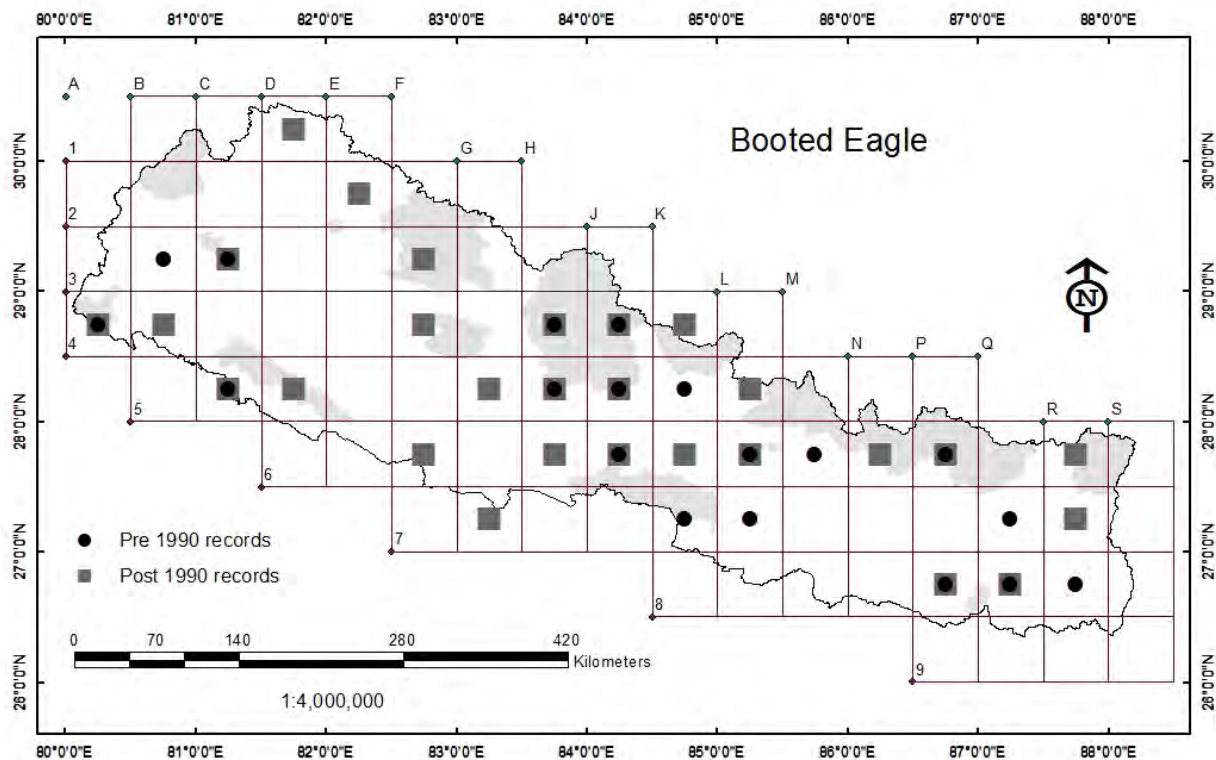 80°0'0"E 81°0'0"E 82°0'0"E 83°0'0"E 84°0'0"E 85°0'0"E 86°0'0"E 87°0'0"E 88°0'0"E
A B C D E F
Booted Eagle
30°0'0"N 1 G H 30°0'0"N
2 J K
29°0'0"N 3 L M 29°0'0"N
N
4 N P Q
28°0'0"N 5 R S 28°0'0"N
6
Pre 1990 records
27°0'0"N 7 27°0'0"N
Post 1990 records
8
0 70 140 280 420
Kilometers
26°0'0"N 9 26°0'0"N
1:4,000,000
80°0'0"E 81°0'0"E 82°0'0"E 83°0'0"E 84°0'0"E 85°0'0"E 86°0'0"E 87°0'0"E 88°0'0"E